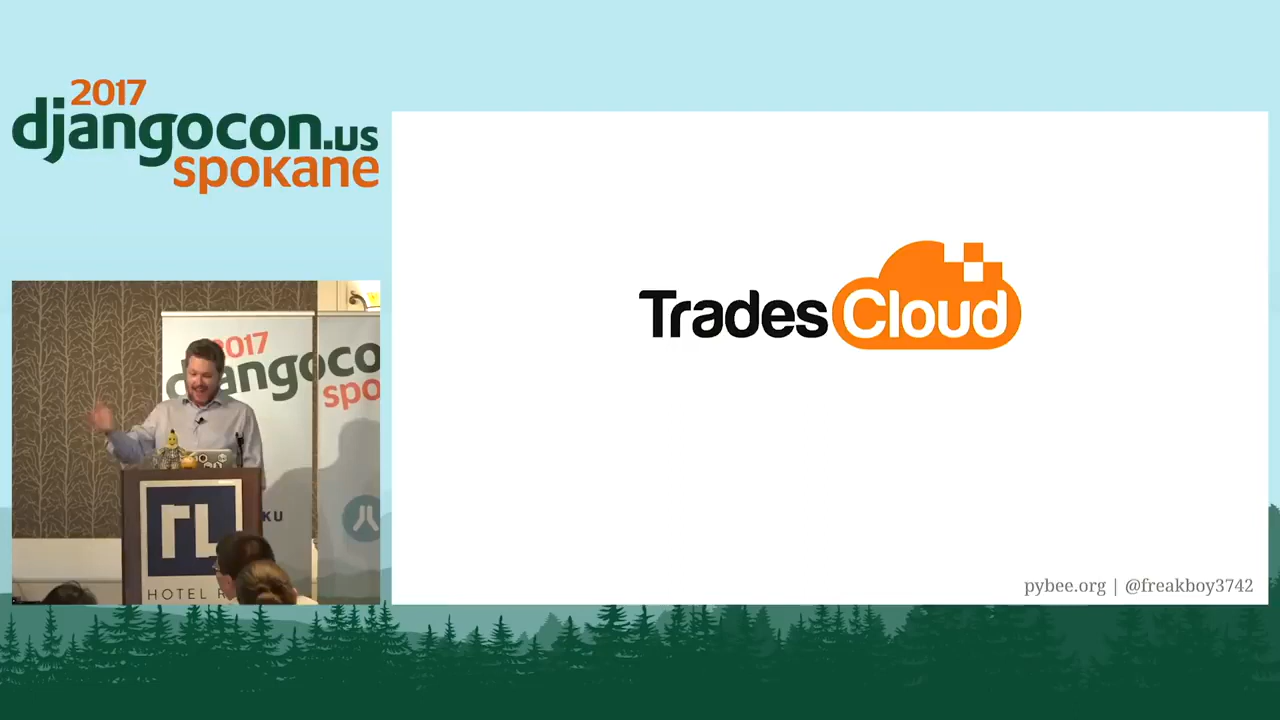 2017
djangocon.us
spokane
TradesCloud
2017
djangoco
spo
KU
HOTEL R
pybee.org | @freakboy3742